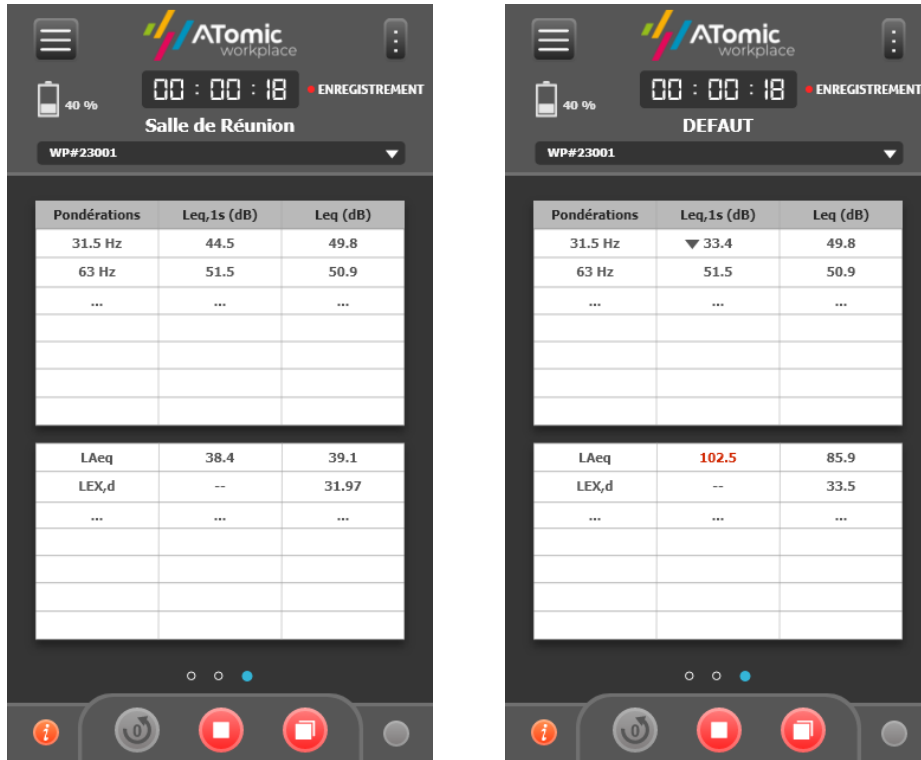 ATomic
workplace
40 %
00 : 00 : 18
ENREGISTREMENT
Salle de Réunion
WP#23001
Pondérations Leq,1s (dB) Leq (dB)
31.5 Hz 44.5 49.8
63 Hz 51.5 50.9
... ... ...
LAeq 38.4 39.1
LEX,d -- 31.97
... ... ...
i
0
ATomic
workplace
40 %
00 : 00 : 18
ENREGISTREMENT
DEFAUT
WP#23001
Pondérations Leq,1s (dB) Leq (dB)
31.5 Hz ▼ 33.4 49.8
63 Hz 51.5 50.9
... ... ...
LAeq 102.5 85.9
LEX,d -- 33.5
... ... ...
i
0